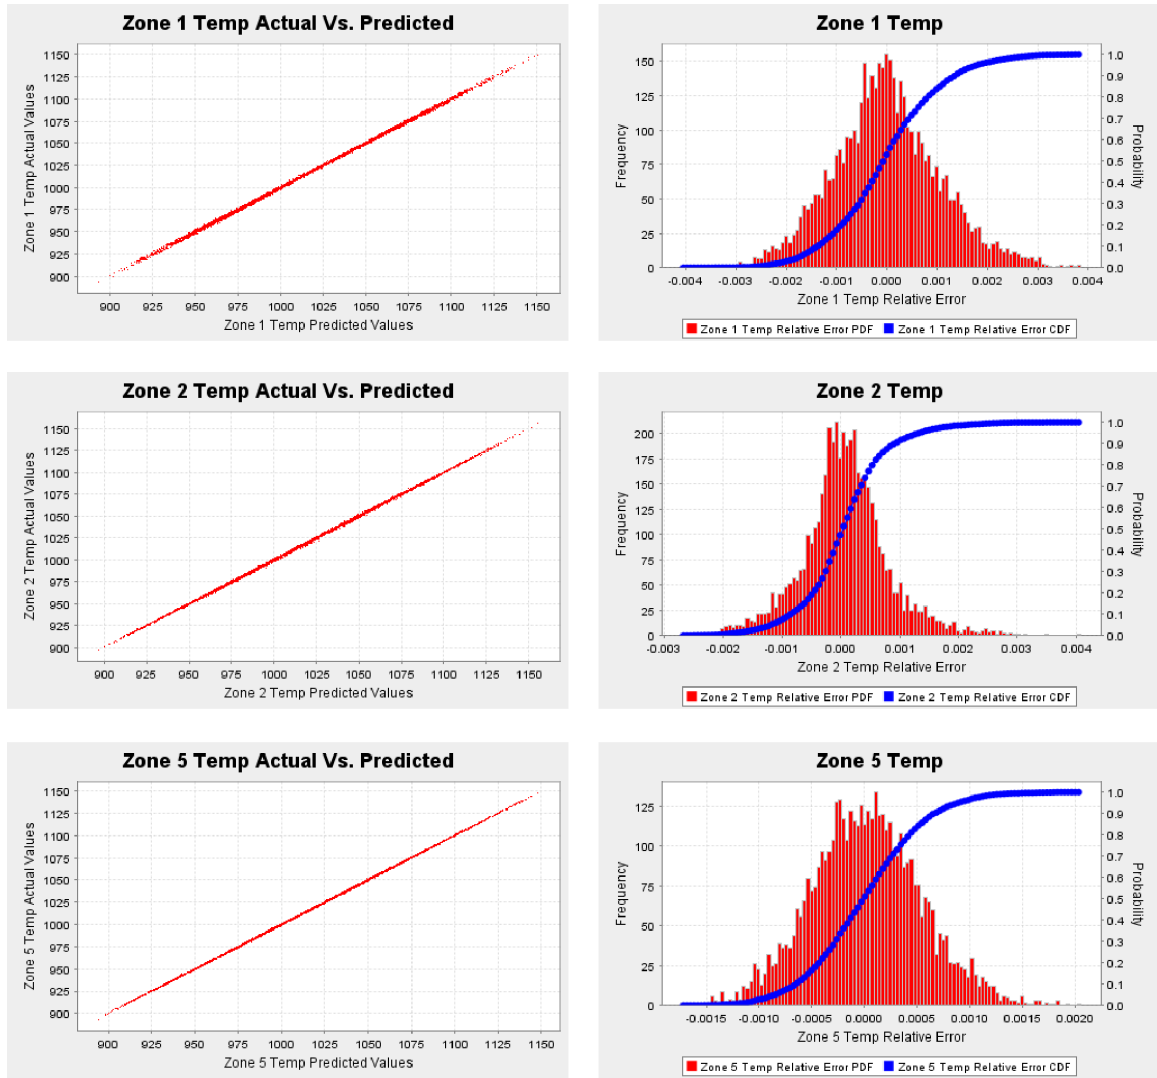 Zone 1 Temp Actual Vs. Predicted
Zone 1 Temp Actual Values
1150
1125
1100
1075
1050
1025
1000
975
950
925
900
900 925 950 975 1000 1025 1050 1075 1100 1125 1150
Zone 1 Temp Predicted Values
Zone 1 Temp
Frequency
150
125
100
75
50
25
0
Probability
1.0
0.9
0.8
0.7
0.6
0.5
0.4
0.3
0.2
0.1
0.0
-0.004 -0.003 -0.002 -0.001 0.000 0.001 0.002 0.003 0.004
Zone 1 Temp Relative Error
Zone 1 Temp Relative Error PDF Zone 1 Temp Relative Error CDF
Zone 2 Temp Actual Vs. Predicted
Zone 2 Temp Actual Values
1150
1125
1100
1075
1050
1025
1000
975
950
925
900
900 925 950 975 1000 1025 1050 1075 1100 1125 1150
Zone 2 Temp Predicted Values
Zone 2 Temp
Frequency
200
175
150
125
100
75
50
25
0
Probability
1.0
0.9
0.8
0.7
0.6
0.5
0.4
0.3
0.2
0.1
0.0
-0.003 -0.002 -0.001 0.000 0.001 0.002 0.003 0.004
Zone 2 Temp Relative Error
Zone 2 Temp Relative Error PDF Zone 2 Temp Relative Error CDF
Zone 5 Temp Actual Vs. Predicted
Zone 5 Temp Actual Values
1150
1125
1100
1075
1050
1025
1000
975
950
925
900
900 925 950 975 1000 1025 1050 1075 1100 1125 1150
Zone 5 Temp Predicted Values
Zone 5 Temp
Frequency
125
100
75
50
25
0
Probability
1.0
0.9
0.8
0.7
0.6
0.5
0.4
0.3
0.2
0.1
0.0
-0.0015 -0.0010 -0.0005 0.0000 0.0005 0.0010 0.0015 0.0020
Zone 5 Temp Relative Error
Zone 5 Temp Relative Error PDF Zone 5 Temp Relative Error CDF